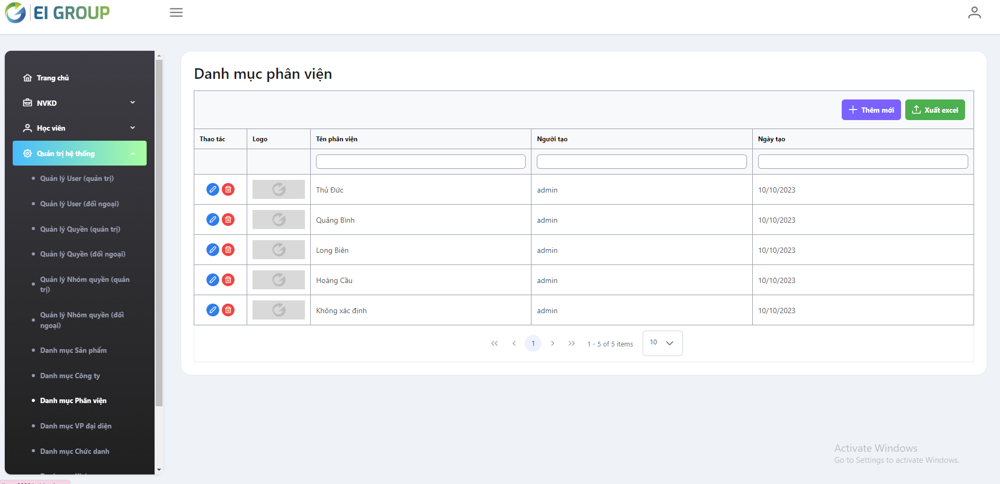 EI GROUP
Trang chủ
NVKD
Học viên
Quản trị hệ thống
Quản lý User (quản trị)
Quản lý User (đối ngoại)
Quản lý Quyền (quản trị)
Quản lý Quyền (đối ngoại)
Quản lý Nhóm quyền (quản
trị)
Quản lý Nhóm quyền (đối
ngoại)
Danh mục Sản phẩm
Danh mục Công ty
Danh mục Phân viện
Danh mục VP đại diện
Danh mục Chức danh
Danh mục phân viện
Thêm mới
Xuất excel
Thao tác Logo Tên phân viện Người tạo Ngày tạo
Thủ Đức admin 10/10/2023
Quảng Bình admin 10/10/2023
Long Biên admin 10/10/2023
Hoàng Cầu admin 10/10/2023
Không xác định admin 10/10/2023
1 1 - 5 of 5 items 10
Activate Windows
Go to Settings to activate Windows.